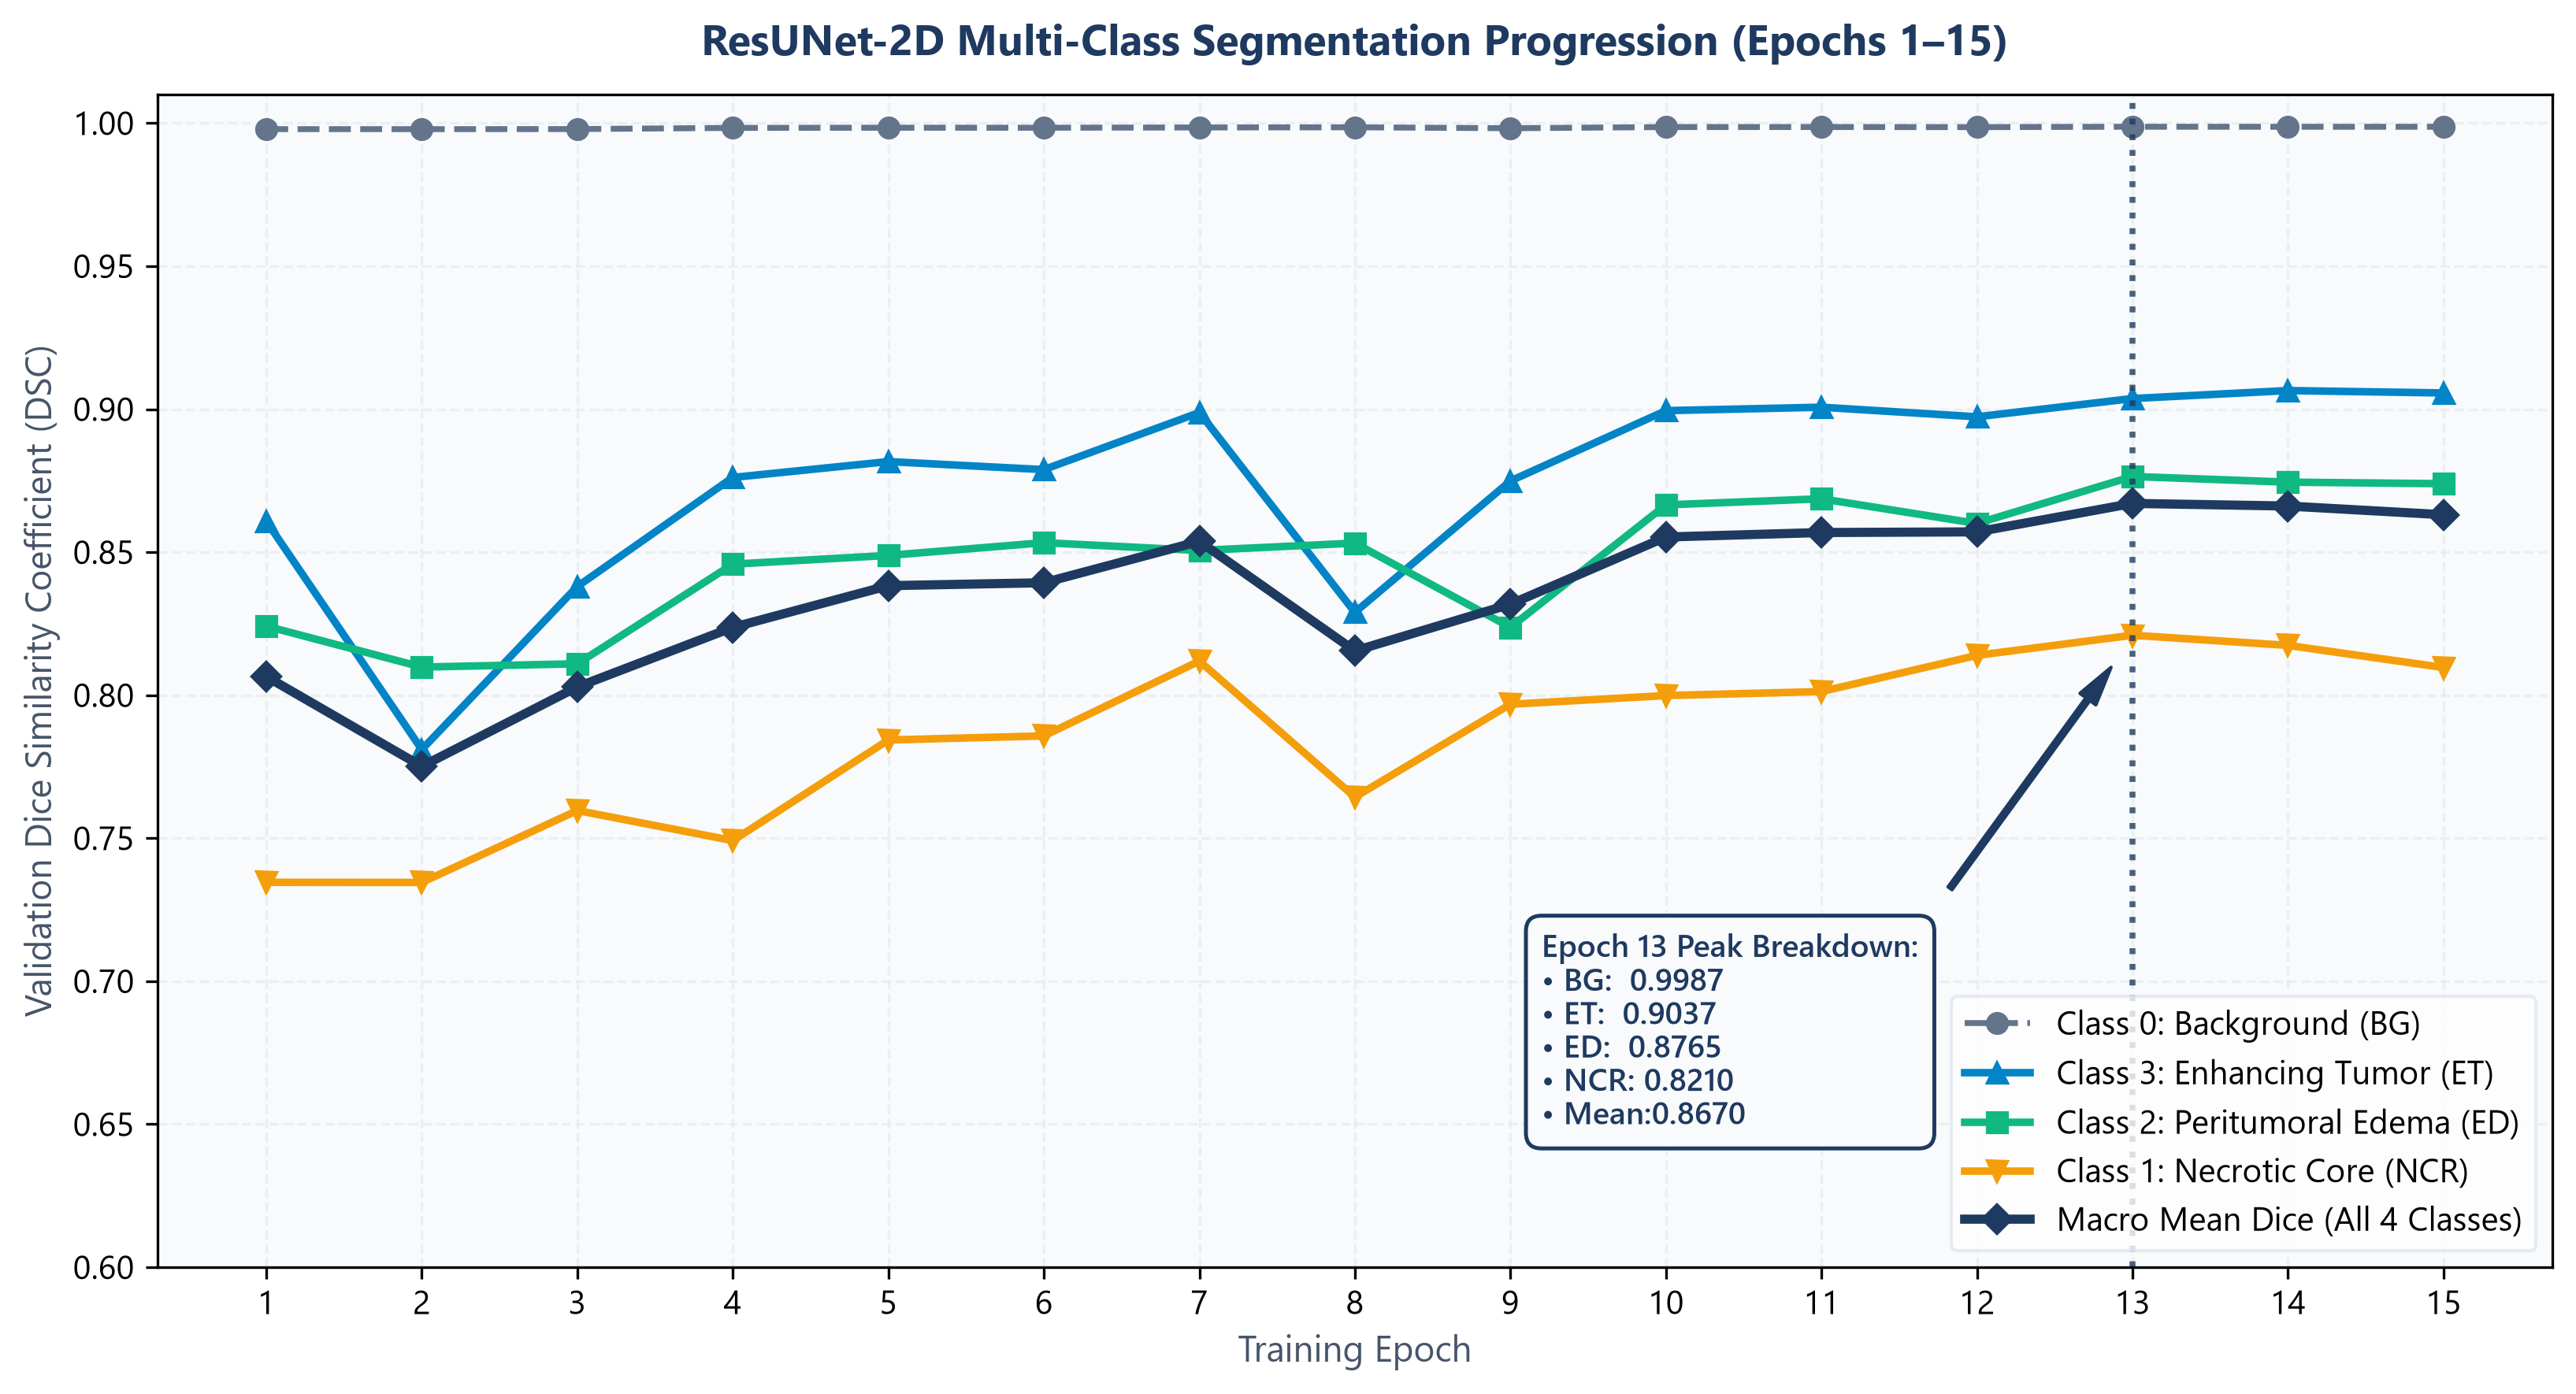 ResUNet-2D Multi-Class Segmentation Progression (Epochs 1–15)
Validation Dice Similarity Coefficient (DSC)
1.00
0.95
0.90
0.85
0.80
0.75
0.70
0.65
0.60
Epoch 13 Peak Breakdown:
• BG: 0.9987
• ET: 0.9037
• ED: 0.8765
• NCR: 0.8210
• Mean:0.8670
Class 0: Background (BG)
Class 3: Enhancing Tumor (ET)
Class 2: Peritumoral Edema (ED)
Class 1: Necrotic Core (NCR)
Macro Mean Dice (All 4 Classes)
1 2 3 4 5 6 7 8 9 10 11 12 13 14 15
Training Epoch